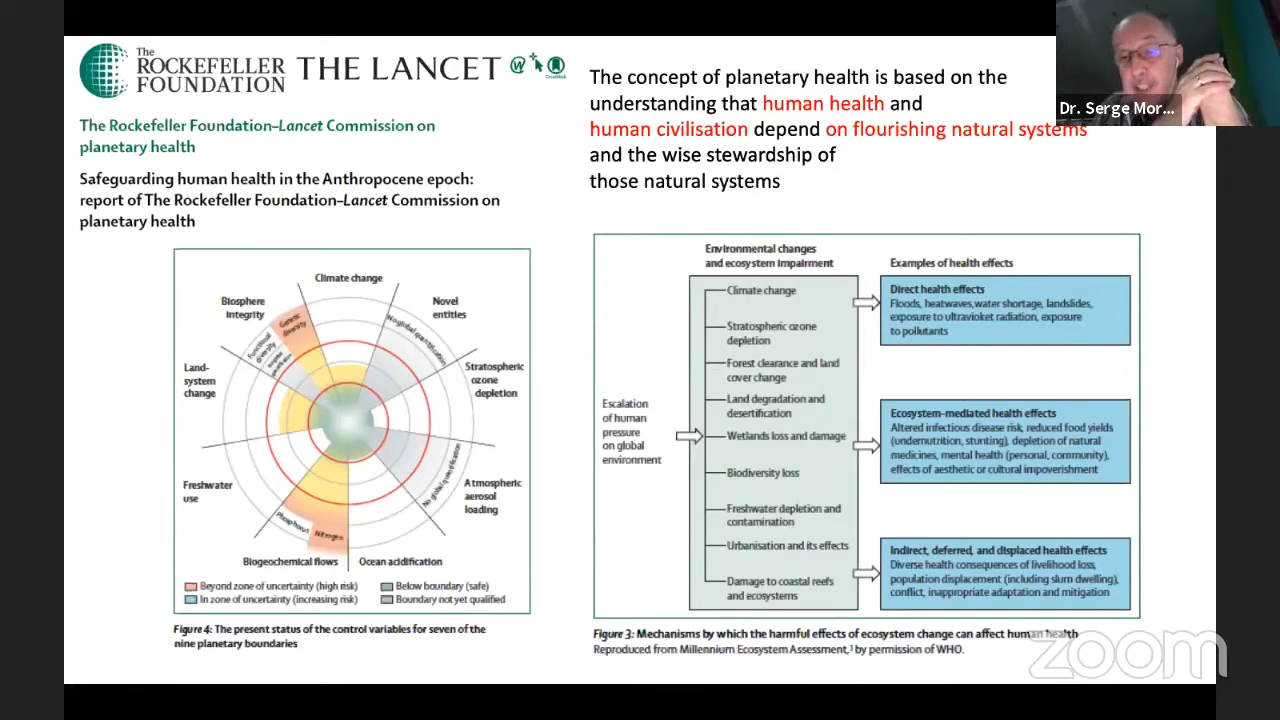 The
ROCKEFELLER
FOUNDATION
THE LANCET
The Rockefeller Foundation–Lancet Commission on
planetary health
Safeguarding human health in the Anthropocene epoch:
report of The Rockefeller Foundation–Lancet Commission on
planetary health
The concept of planetary health is based on the
understanding that human health and
human civilisation depend on flourishing natural systems
and the wise stewardship of
those natural systems
Dr. Serge Mor...
Climate change
Biosphere
integrity
Novel
entities
Genetic
diversity
Functional
diversity
No global quantification
Land-
system
change
Stratospheric
ozone
depletion
Freshwater
use
No global quantification
Atmospheric
aerosol
loading
Phosphorus
Nitrogen
Biogeochemical flows
Ocean acidification
Beyond zone of uncertainty (high risk)
Below boundary (safe)
In zone of uncertainty (increasing risk)
Boundary not yet qualified
Figure 4: The present status of the control variables for seven of the
nine planetary boundaries
Environmental changes
and ecosystem impairment
Examples of health effects
Escalation
of human
pressure
on global
environment
Climate change
Stratospheric ozone
depletion
Forest clearance and land
cover change
Land degradation and
desertification
Wetlands loss and damage
Biodiversity loss
Freshwater depletion and
contamination
Urbanisation and its effects
Damage to coastal reefs
and ecosystems
Direct health effects
Floods, heatwaves, water shortage, landslides,
exposure to ultraviolet radiation, exposure
to pollutants
Ecosystem-mediated health effects
Altered infectious disease risk, reduced food yields
(undernutrition, stunting), depletion of natural
medicines, mental health (personal, community),
effects of aesthetic or cultural impoverishment
Indirect, deferred, and displaced health effects
Diverse health consequences of livelihood loss,
population displacement (including slum dwelling),
conflict, inappropriate adaptation and mitigation
Figure 3: Mechanisms by which the harmful effects of ecosystem change can affect human health
Reproduced from Millennium Ecosystem Assessment,³ by permission of WHO.
zoom